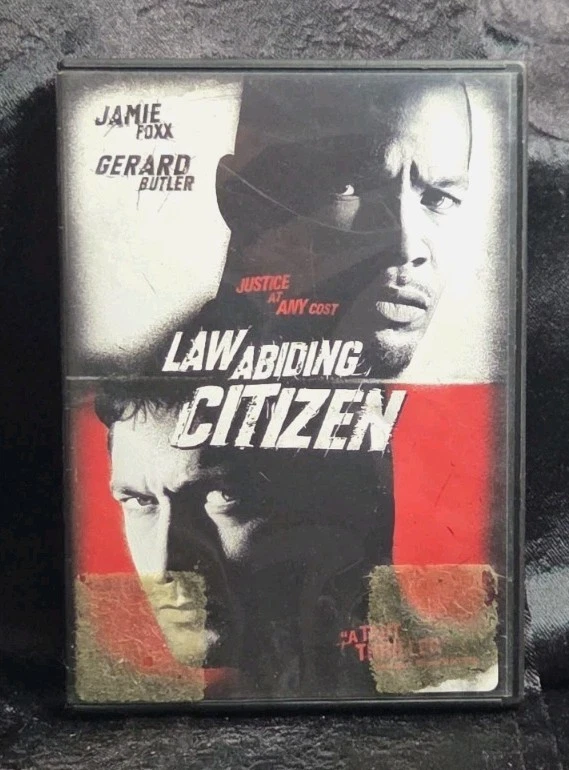 JAMIE
FOXX
GERARD
BUTLER
JUSTICE
AT
ANY COST
LAW ABIDING
CITIZEN
"A